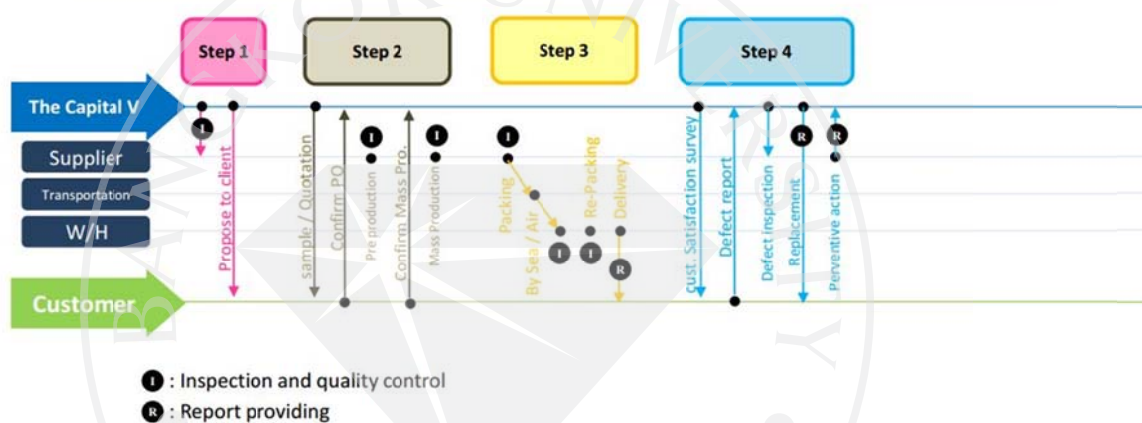 Step 1
Step 2
Step 3
Step 4
The Capital V
Supplier
Transportation
W/H
Customer
I
Propose to client
sample / Quotation
Confirm PO
I
Pre production
Confirm Mass Pro.
I
Mass Production
I
Packing
By Sea / Air
I
Re-Packing
I
Delivery
R
cust. Satisfaction survey
Defect report
Defect inspection
R
Replacement
R
Perventive action
I : Inspection and quality control
R : Report providing
BANGKOK UNIVERSITY